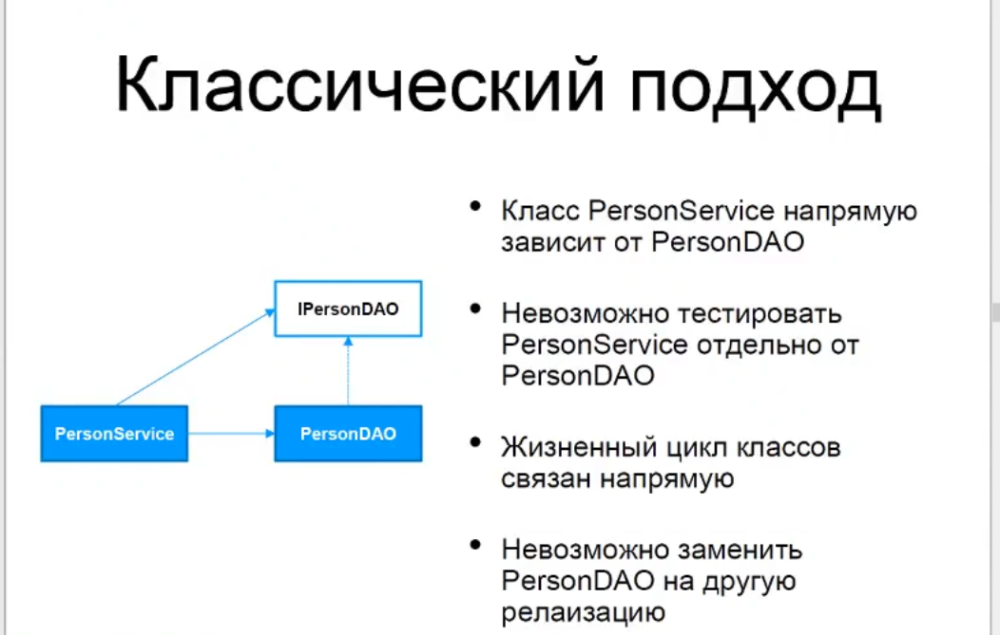 Классический подход
• Класс PersonService напрямую
зависит от PersonDAO
• Невозможно тестировать
PersonService отдельно от
PersonDAO
• Жизненный цикл классов
связан напрямую
• Невозможно заменить
PersonDAO на другую
релаизацию
IPersonDAO
PersonService
PersonDAO